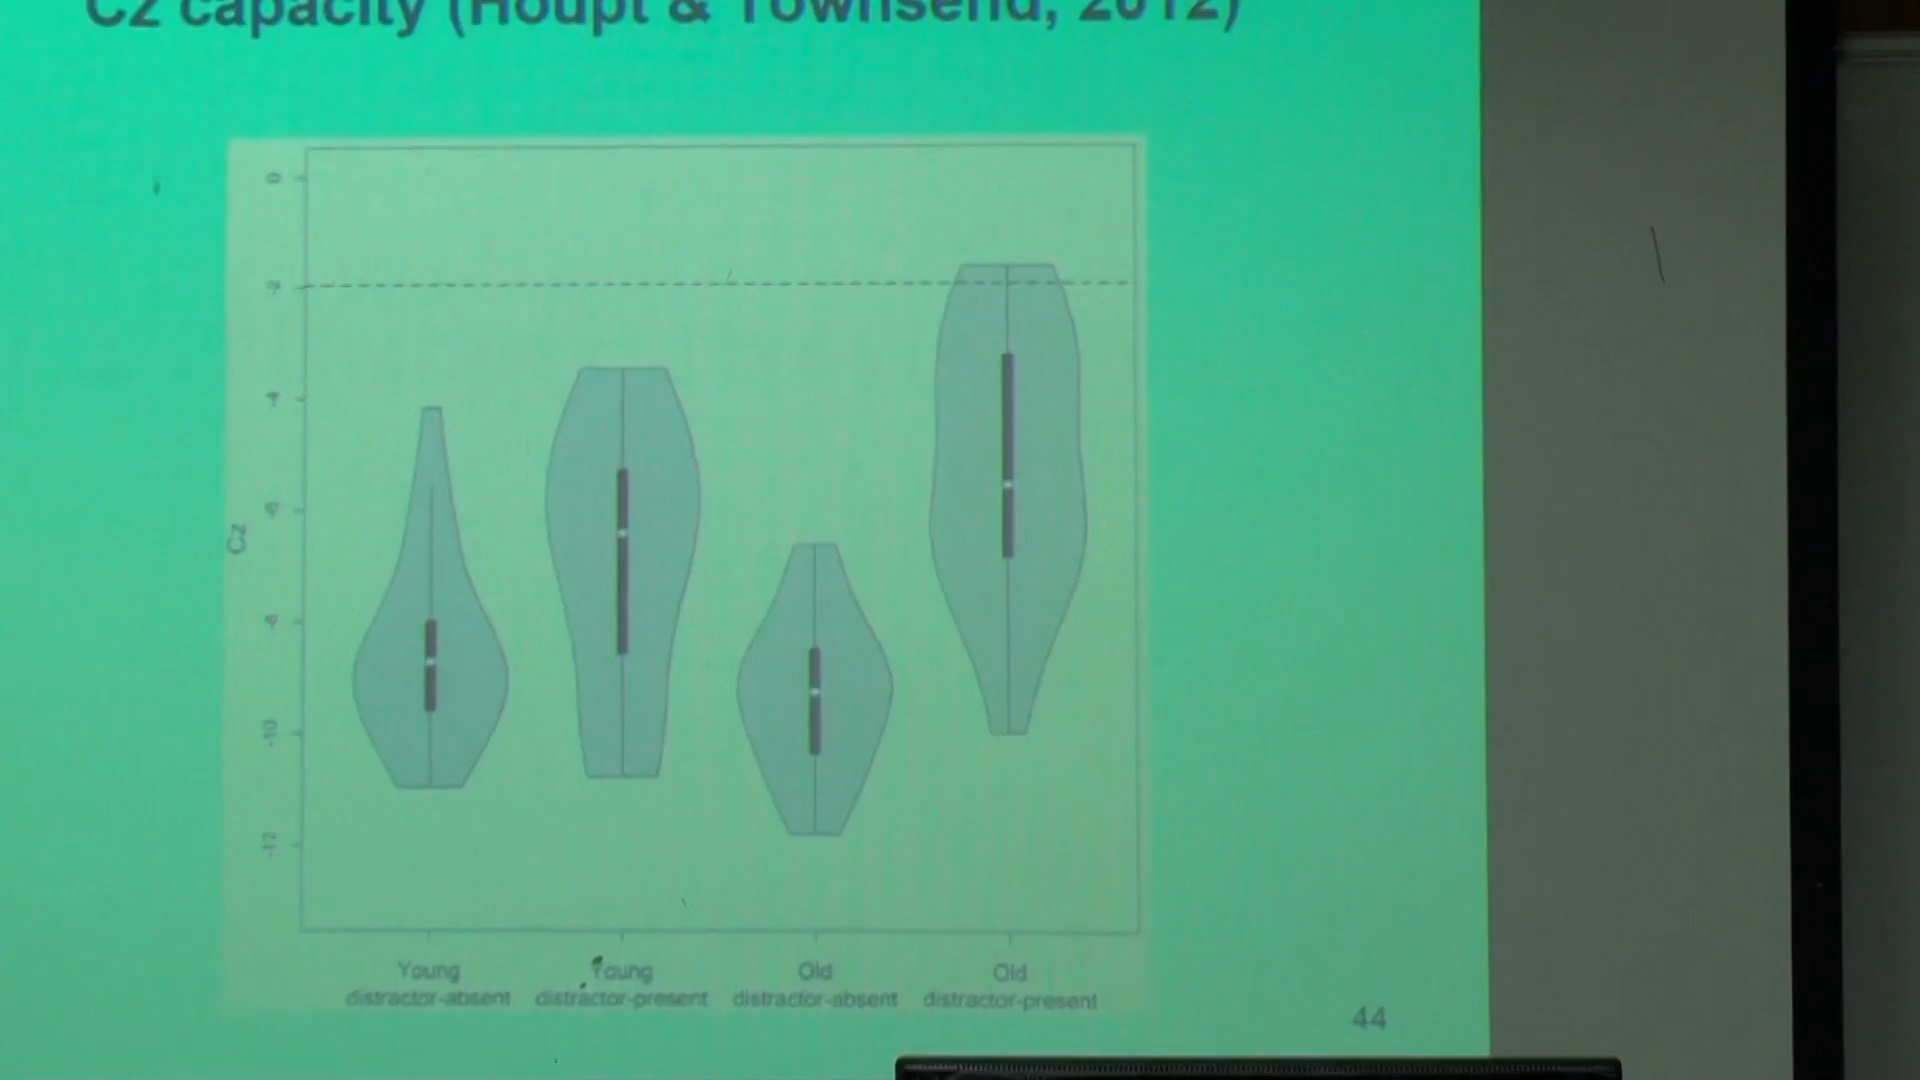 Cz capacity (Houpt & Townsend, 2012)
0
-2
-4
-6
-8
-10
-12
Cz
Young distractor-absent
Young distractor-present
Old distractor-absent
Old distractor-present
44